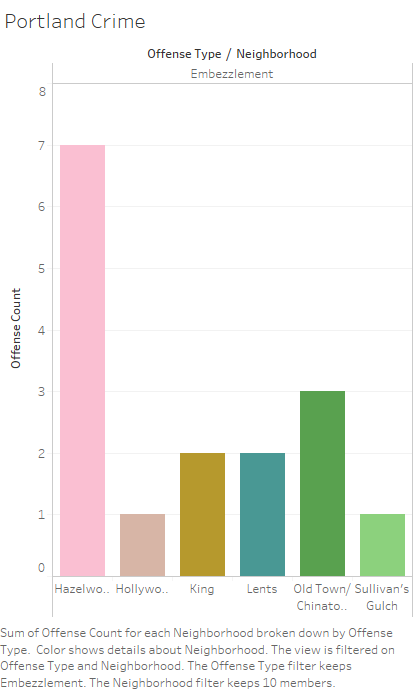 Portland Crime
Offense Type / Neighborhood
Embezzlement
8
7
6
5
4
3
2
1
0
Offense Count
Hazelwo..
Hollywo..
King
Lents
Old Town/
Chinato..
Sullivan's
Gulch
Sum of Offense Count for each Neighborhood broken down by Offense
Type. Color shows details about Neighborhood. The view is filtered on
Offense Type and Neighborhood. The Offense Type filter keeps
Embezzlement. The Neighborhood filter keeps 10 members.